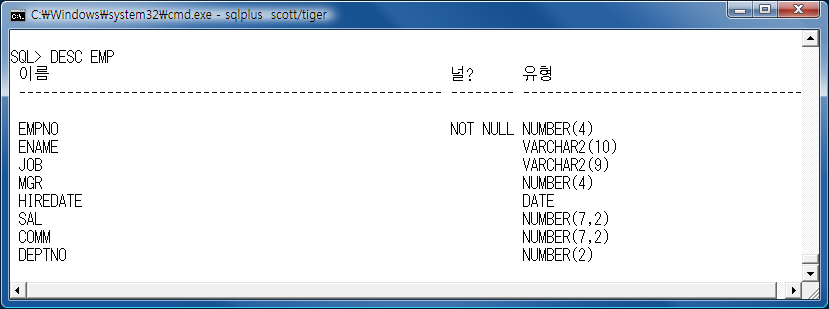 C:₩Windows₩system32₩cmd.exe - sqlplus  scott/tiger
SQL> DESC EMP
이름 널? 유형
----------------------------------------------------- -------- ------------------------------------
EMPNO NOT NULL NUMBER(4)
ENAME VARCHAR2(10)
JOB VARCHAR2(9)
MGR NUMBER(4)
HIREDATE DATE
SAL NUMBER(7,2)
COMM NUMBER(7,2)
DEPTNO NUMBER(2)